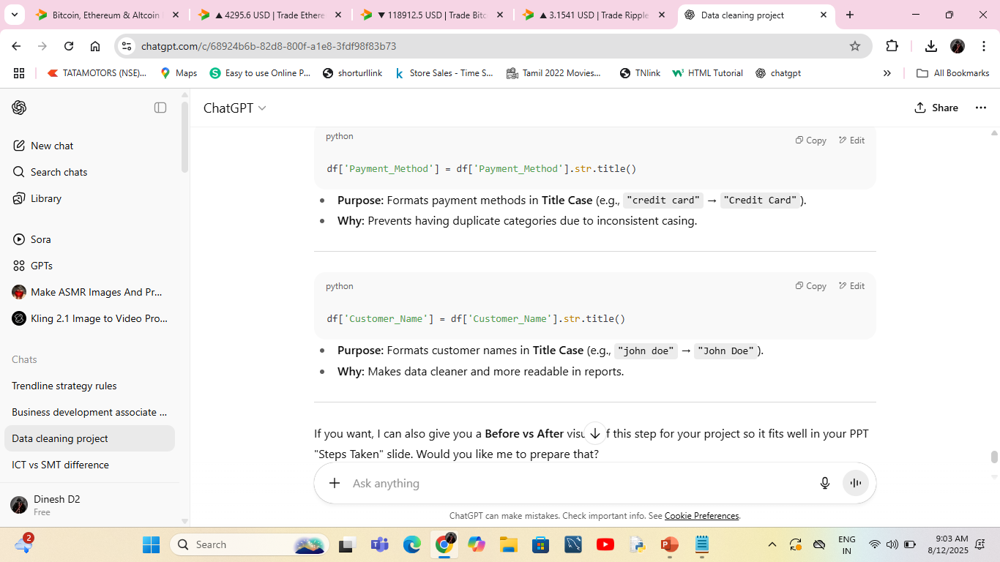 Bitcoin, Ethereum & Altcoin
▲ 4295.6 USD | Trade Ethere
▼ 118912.5 USD | Trade Bitc
▲ 3.1541 USD | Trade Ripple
Data cleaning project
chatgpt.com/c/68924b6b-82d8-800f-a1e8-3fdf98f83b73
TATAMOTORS (NSE)...
Maps
Easy to use Online P...
shorturllink
Store Sales - Time S...
Tamil 2022 Movies...
TNlink
HTML Tutorial
chatgpt
»
All Bookmarks
ChatGPT
Share
New chat
Search chats
Library
Sora
GPTs
Make ASMR Images And Pr...
Kling 2.1 Image to Video Pro...
Chats
Trendline strategy rules
Business development associate ...
Data cleaning project
ICT vs SMT difference
Dinesh D2
Free
python
Copy
Edit
df['Payment_Method'] = df['Payment_Method'].str.title()
• Purpose: Formats payment methods in Title Case (e.g., "credit card" → "Credit Card").
• Why: Prevents having duplicate categories due to inconsistent casing.
python
Copy
Edit
df['Customer_Name'] = df['Customer_Name'].str.title()
• Purpose: Formats customer names in Title Case (e.g., "john doe" → "John Doe").
• Why: Makes data cleaner and more readable in reports.
If you want, I can also give you a Before vs After visu f this step for your project so it fits well in your PPT
"Steps Taken" slide. Would you like me to prepare that?
Ask anything
ChatGPT can make mistakes. Check important info. See Cookie Preferences.
2
Search
ENG
IN
9:03 AM
8/12/2025